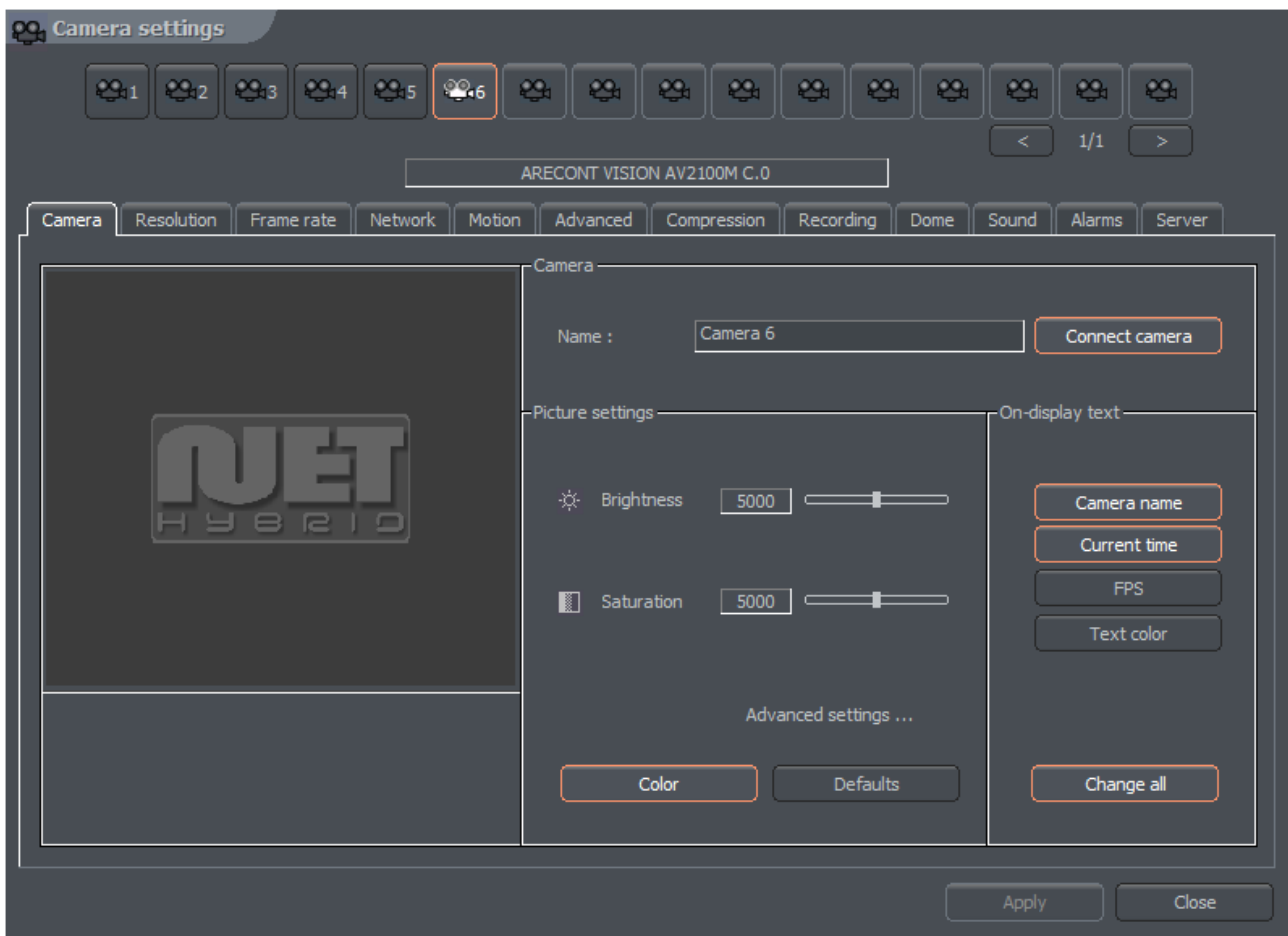 Camera settings
1 2 3 4 5 6
< 1/1 >
ARECONT VISION AV2100M C.0
Camera Resolution Frame rate Network Motion Advanced Compression Recording Dome Sound Alarms Server
Camera
Name : Camera 6 Connect camera
NET
HYBRID
Picture settings
Brightness 5000
Saturation 5000
Advanced settings ...
Color Defaults
On-display text
Camera name
Current time
FPS
Text color
Change all
Apply Close